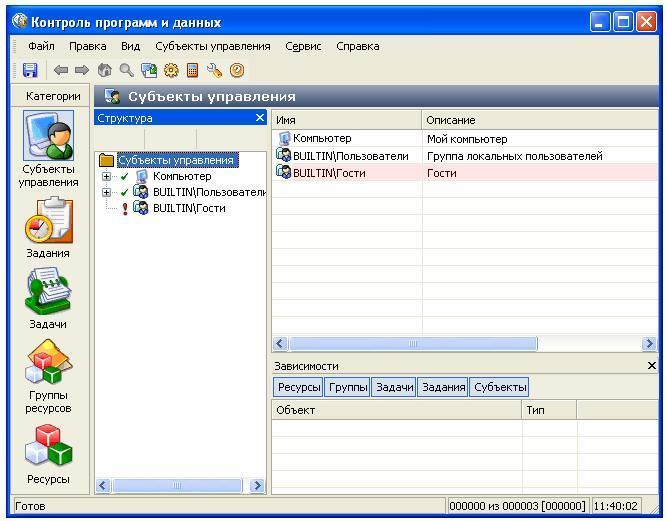 Контроль программ и данных
Файл Правка Вид Субъекты управления Сервис Справка
Категории
Субъекты управления
Задания
Задачи
Группы ресурсов
Ресурсы
Субъекты управления
Структура
Субъекты управления
Компьютер
BUILTIN\Пользователи
BUILTIN\Гости
Имя Описание
Компьютер Мой компьютер
BUILTIN\Пользователи Группа локальных пользователей
BUILTIN\Гости Гости
Зависимости
Ресурсы Группы Задачи Задания Субъекты
Объект Тип
Готов 000000 из 000003 [000000] 11:40:02